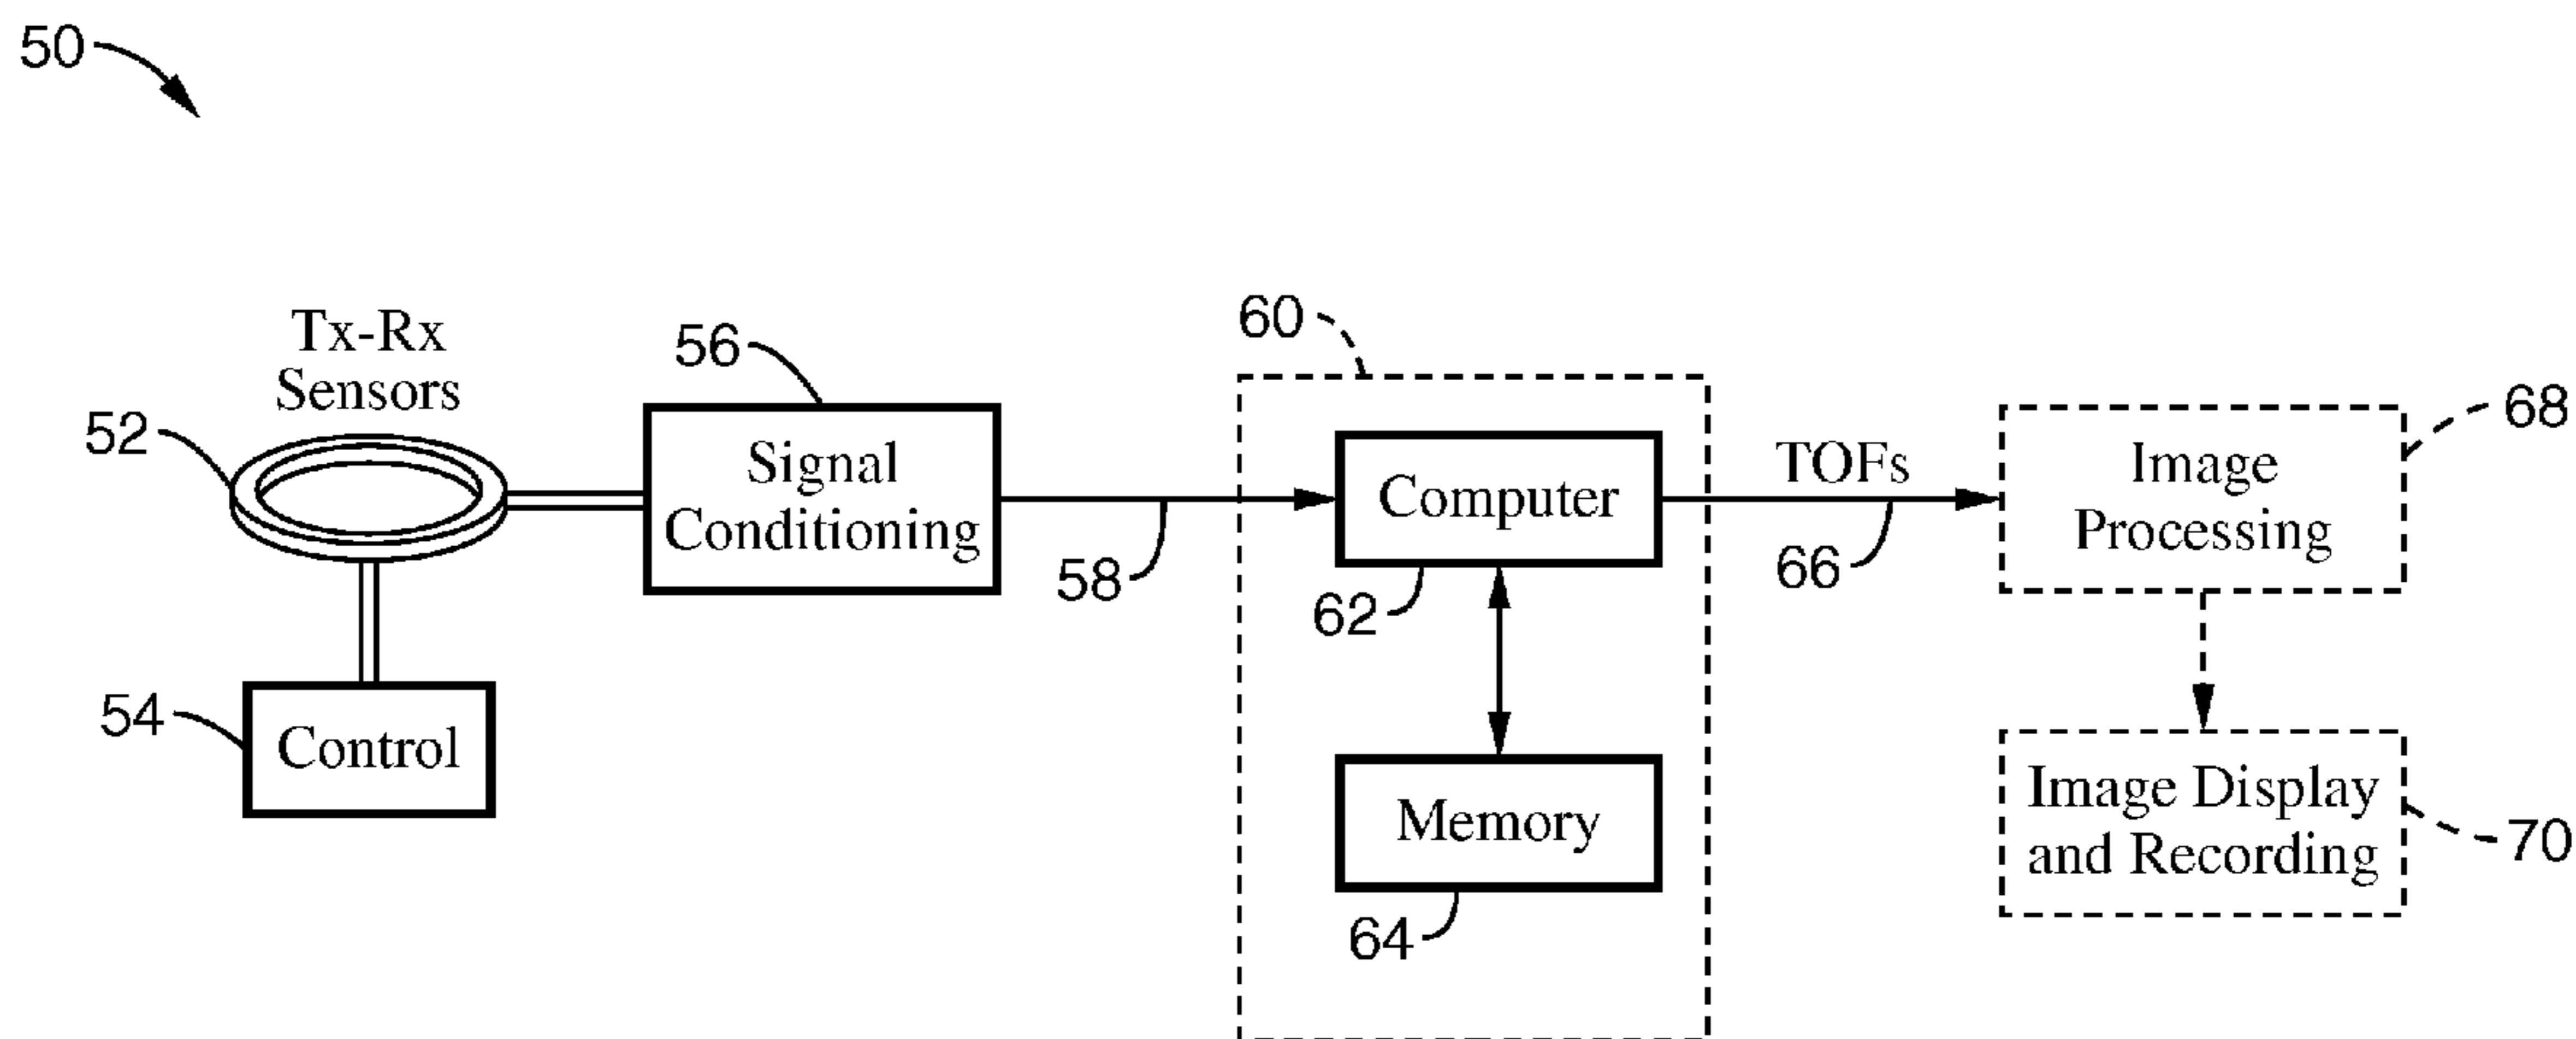 50
Tx-Rx
Sensors
52
54
Control
56
Signal
Conditioning
58
60
Computer
62
Memory
64
TOFs
66
Image
Processing
68
Image Display
and Recording
70